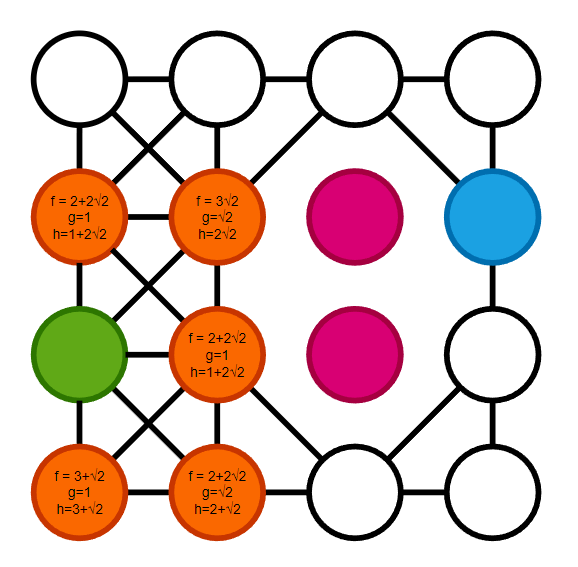 f = 2+2√2
g=1
h=1+2√2
f = 3√2
g=√2
h=2√2
f = 2+2√2
g=1
h=1+2√2
f = 3+√2
g=1
h=3+√2
f = 2+2√2
g=√2
h=2+√2